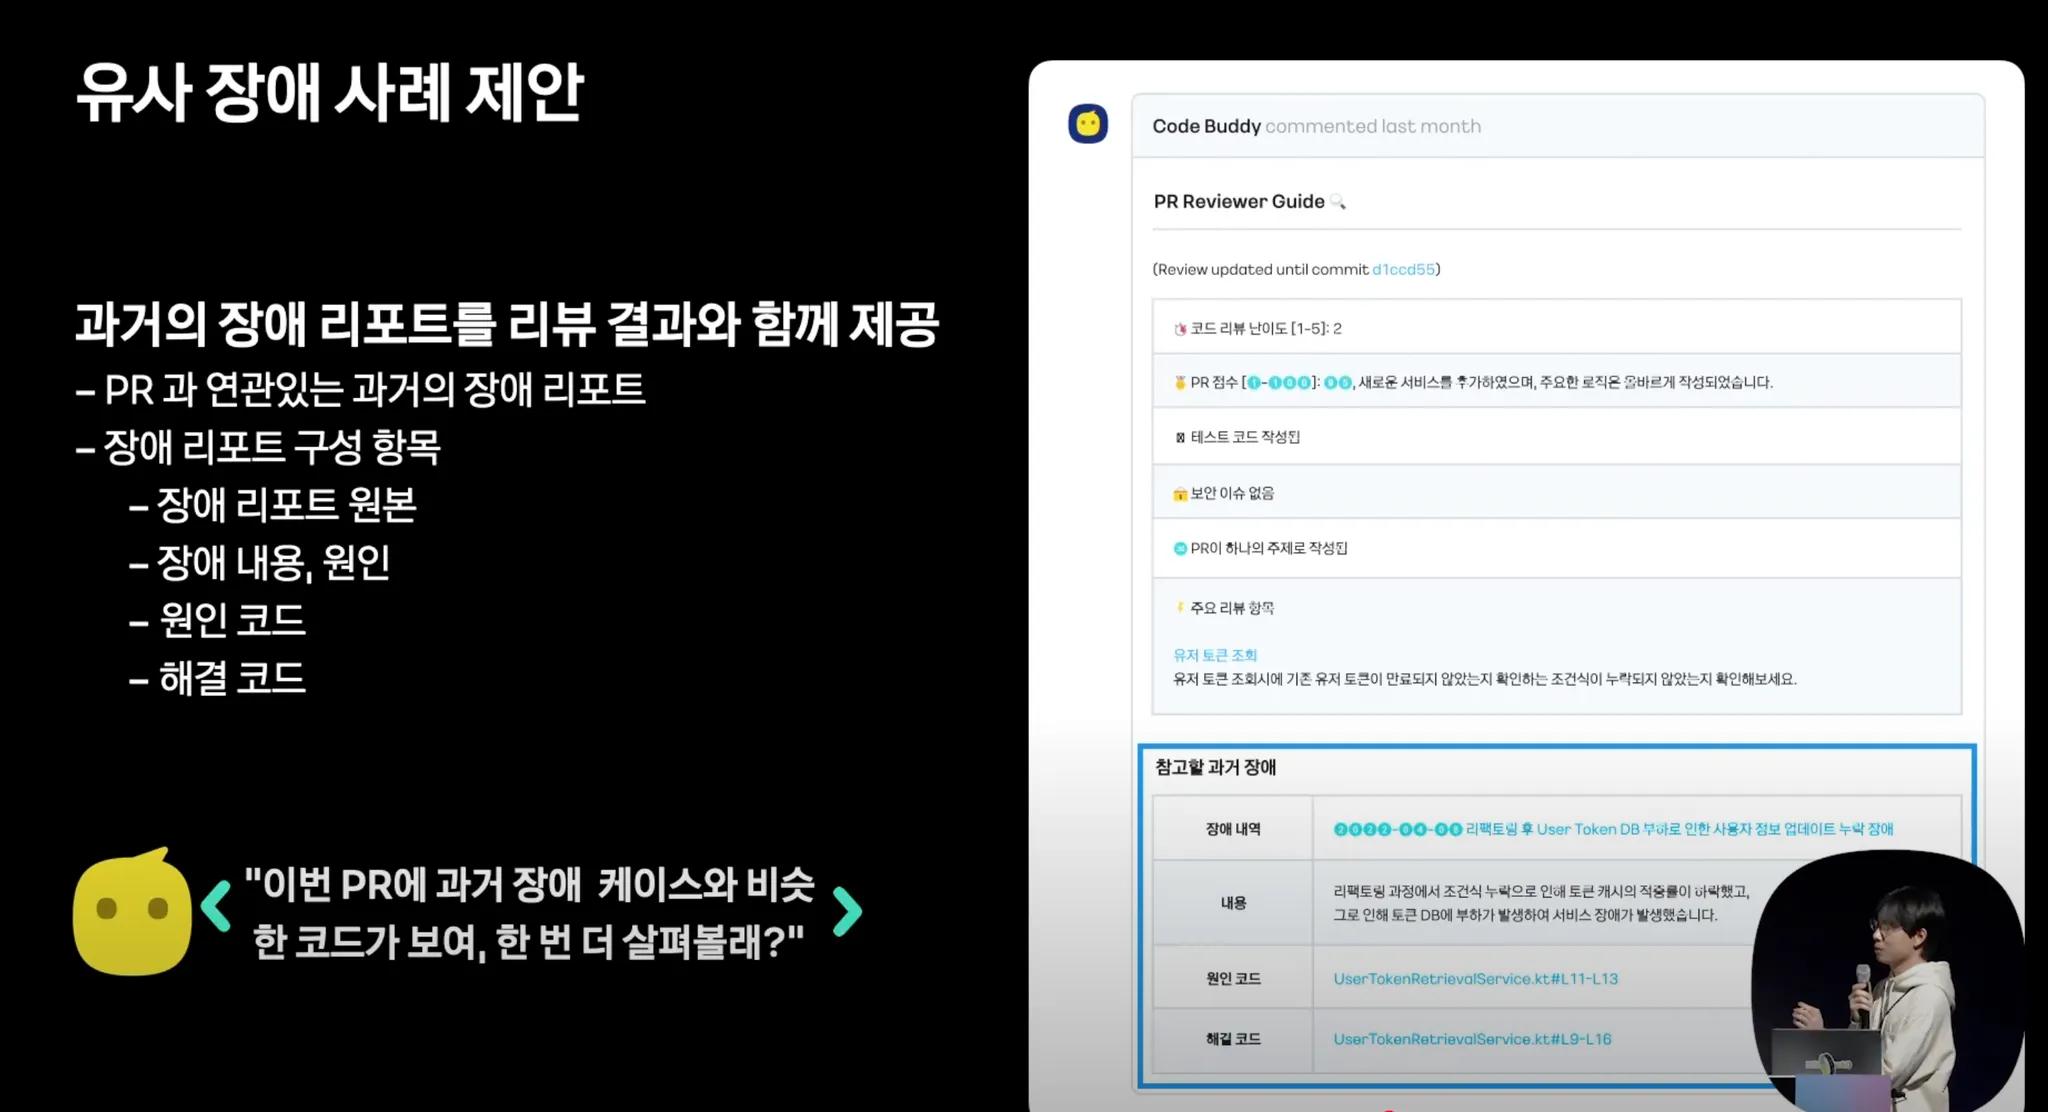 유사 장애 사례 제안
과거의 장애 리포트를 리뷰 결과와 함께 제공
– PR 과 연관있는 과거의 장애 리포트
– 장애 리포트 구성 항목
– 장애 리포트 원본
– 장애 내용, 원인
– 원인 코드
– 해결 코드
"이번 PR에 과거 장애 케이스와 비슷
한 코드가 보여, 한 번 더 살펴볼래?"
Code Buddy commented last month
PR Reviewer Guide
(Review updated until commit d1ccd55)
코드 리뷰 난이도 [1-5]: 2
PR 점수 [1-100]: 95, 새로운 서비스를 추가하였으며, 주요한 로직은 올바르게 작성되었습니다.
테스트 코드 작성됨
보안 이슈 없음
PR이 하나의 주제로 작성됨
주요 리뷰 항목
유저 토큰 조회
유저 토큰 조회시에 기존 유저 토큰이 만료되지 않았는지 확인하는 조건식이 누락되지 않았는지 확인해보세요.
참고할 과거 장애
장애 내역
2022-04-08 리팩토링 후 User Token DB 부하로 인한 사용자 정보 업데이트 누락 장애
내용
리팩토링 과정에서 조건식 누락으로 인해 토큰 캐시의 적중률이 하락했고,
그로 인해 토큰 DB에 부하가 발생하여 서비스 장애가 발생했습니다.
원인 코드
UserTokenRetrievalService.kt#L11-L13
해결 코드
UserTokenRetrievalService.kt#L9-L16